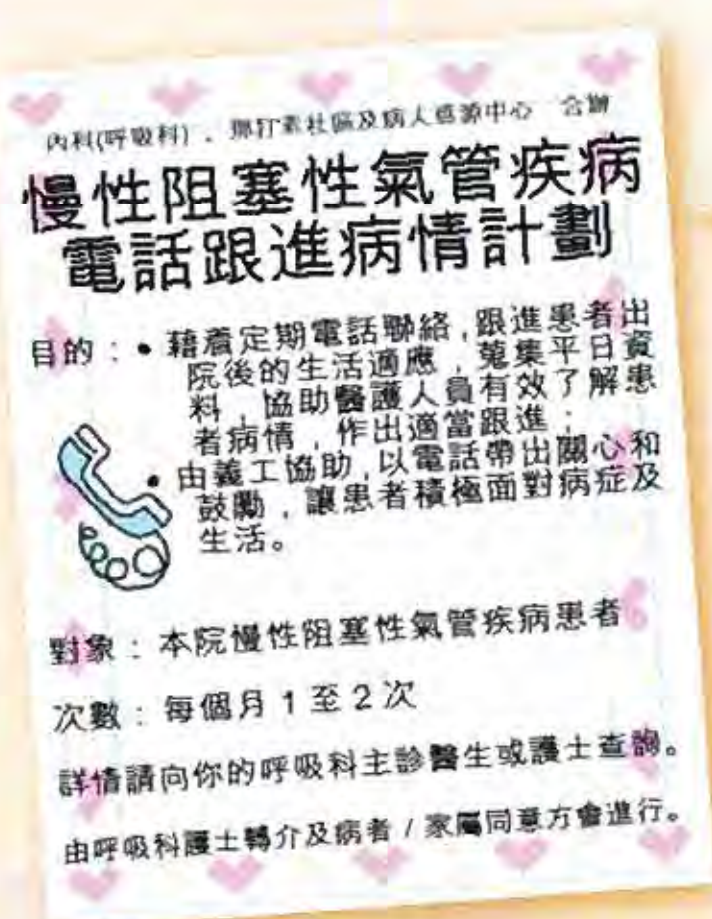 內科(呼吸科)、聯打素社區及病人資源中心 合辦
慢性阻塞性氣管疾病
電話跟進病情計劃
目的：• 藉着定期電話聯絡，跟進患者出
院後的生活適應，蒐集平日資
料，協助醫護人員有效了解患
者病情，作出適當跟進；
• 由義工協助，以電話帶出關心和
鼓勵，讓患者積極面對病症及
生活。
對象：本院慢性阻塞性氣管疾病患者
次數：每個月 1 至 2 次
詳情請向你的呼吸科主診醫生或護士查詢。
由呼吸科護士轉介及病者 / 家屬同意方會進行。